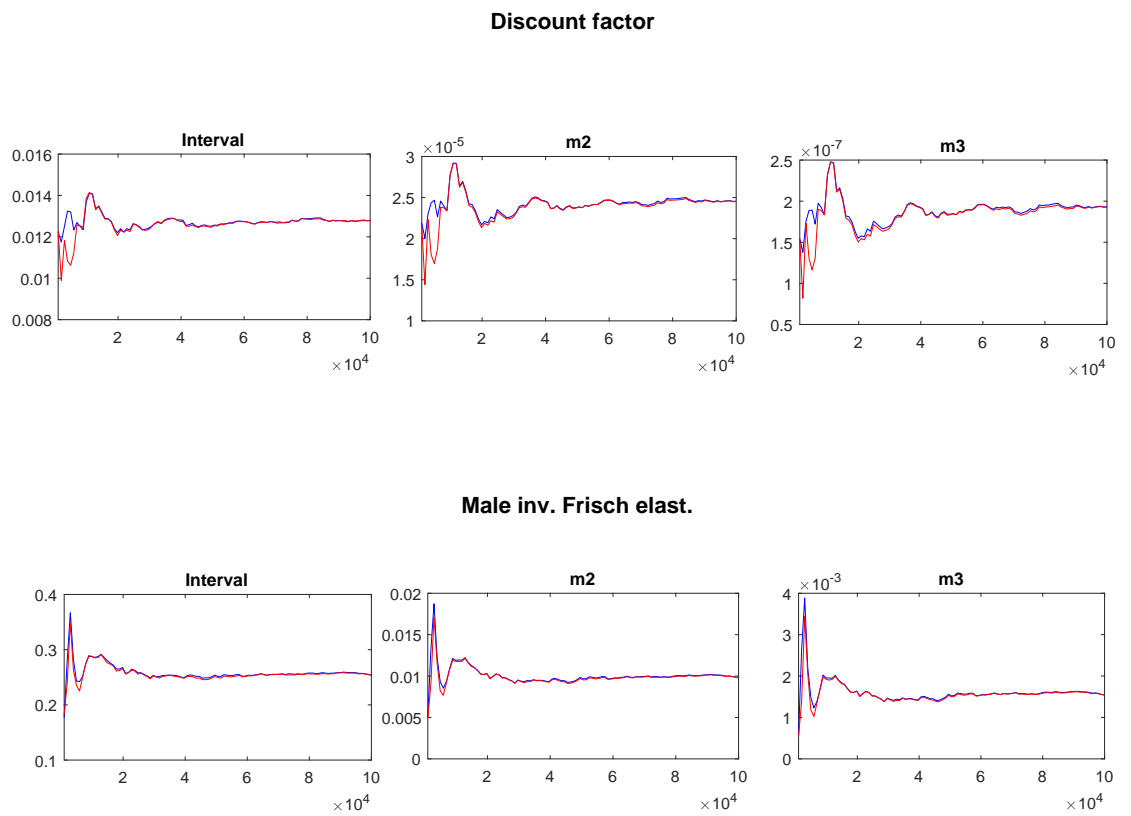 Discount factor
Interval
0.016
0.014
0.012
0.01
0.008
2 4 6 8 10
×10^4
m2
×10^-5
3
2.5
2
1.5
1
2 4 6 8 10
×10^4
m3
×10^-7
2.5
2
1.5
1
0.5
2 4 6 8 10
×10^4
Male inv. Frisch elast.
Interval
0.4
0.3
0.2
0.1
2 4 6 8 10
×10^4
m2
0.02
0.015
0.01
0.005
0
2 4 6 8 10
×10^4
m3
×10^-3
4
3
2
1
0
2 4 6 8 10
×10^4